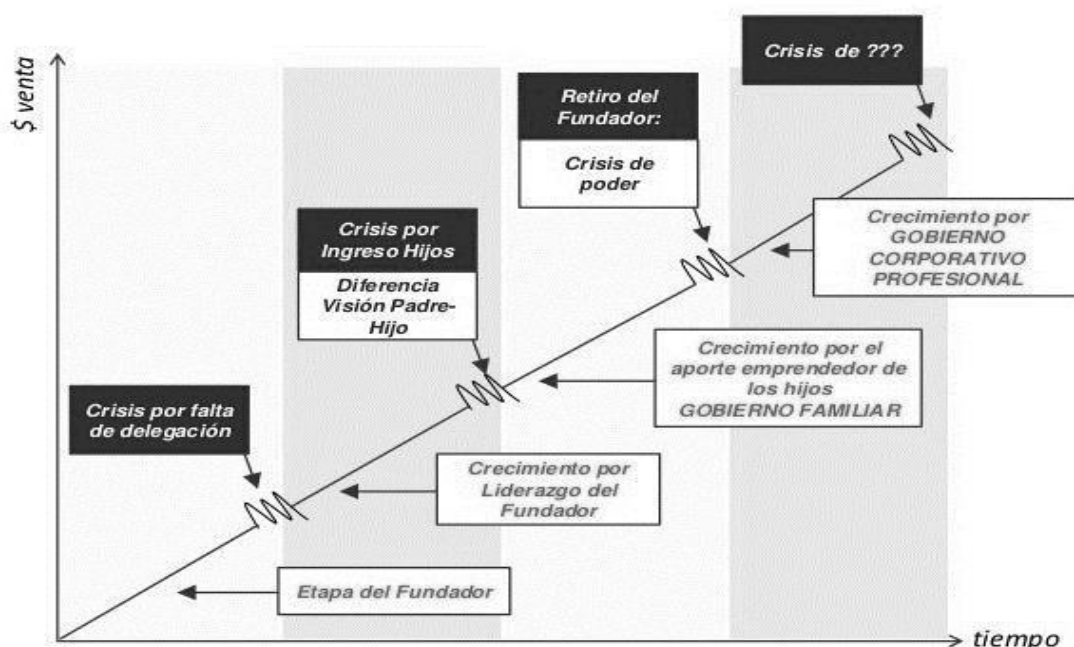 Crisis de ???
$ venta
Retiro del
Fundador:
Crisis de
poder
Crecimiento por
GOBIERNO
CORPORATIVO
PROFESIONAL
Crisis por
Ingreso Hijos
Diferencia
Visión Padre-
Hijo
Crecimiento por el
aporte emprendedor de
los hijos
GOBIERNO FAMILIAR
Crisis por falta
de delegación
Crecimiento por
Liderazgo del
Fundador
Etapa del Fundador
tiempo